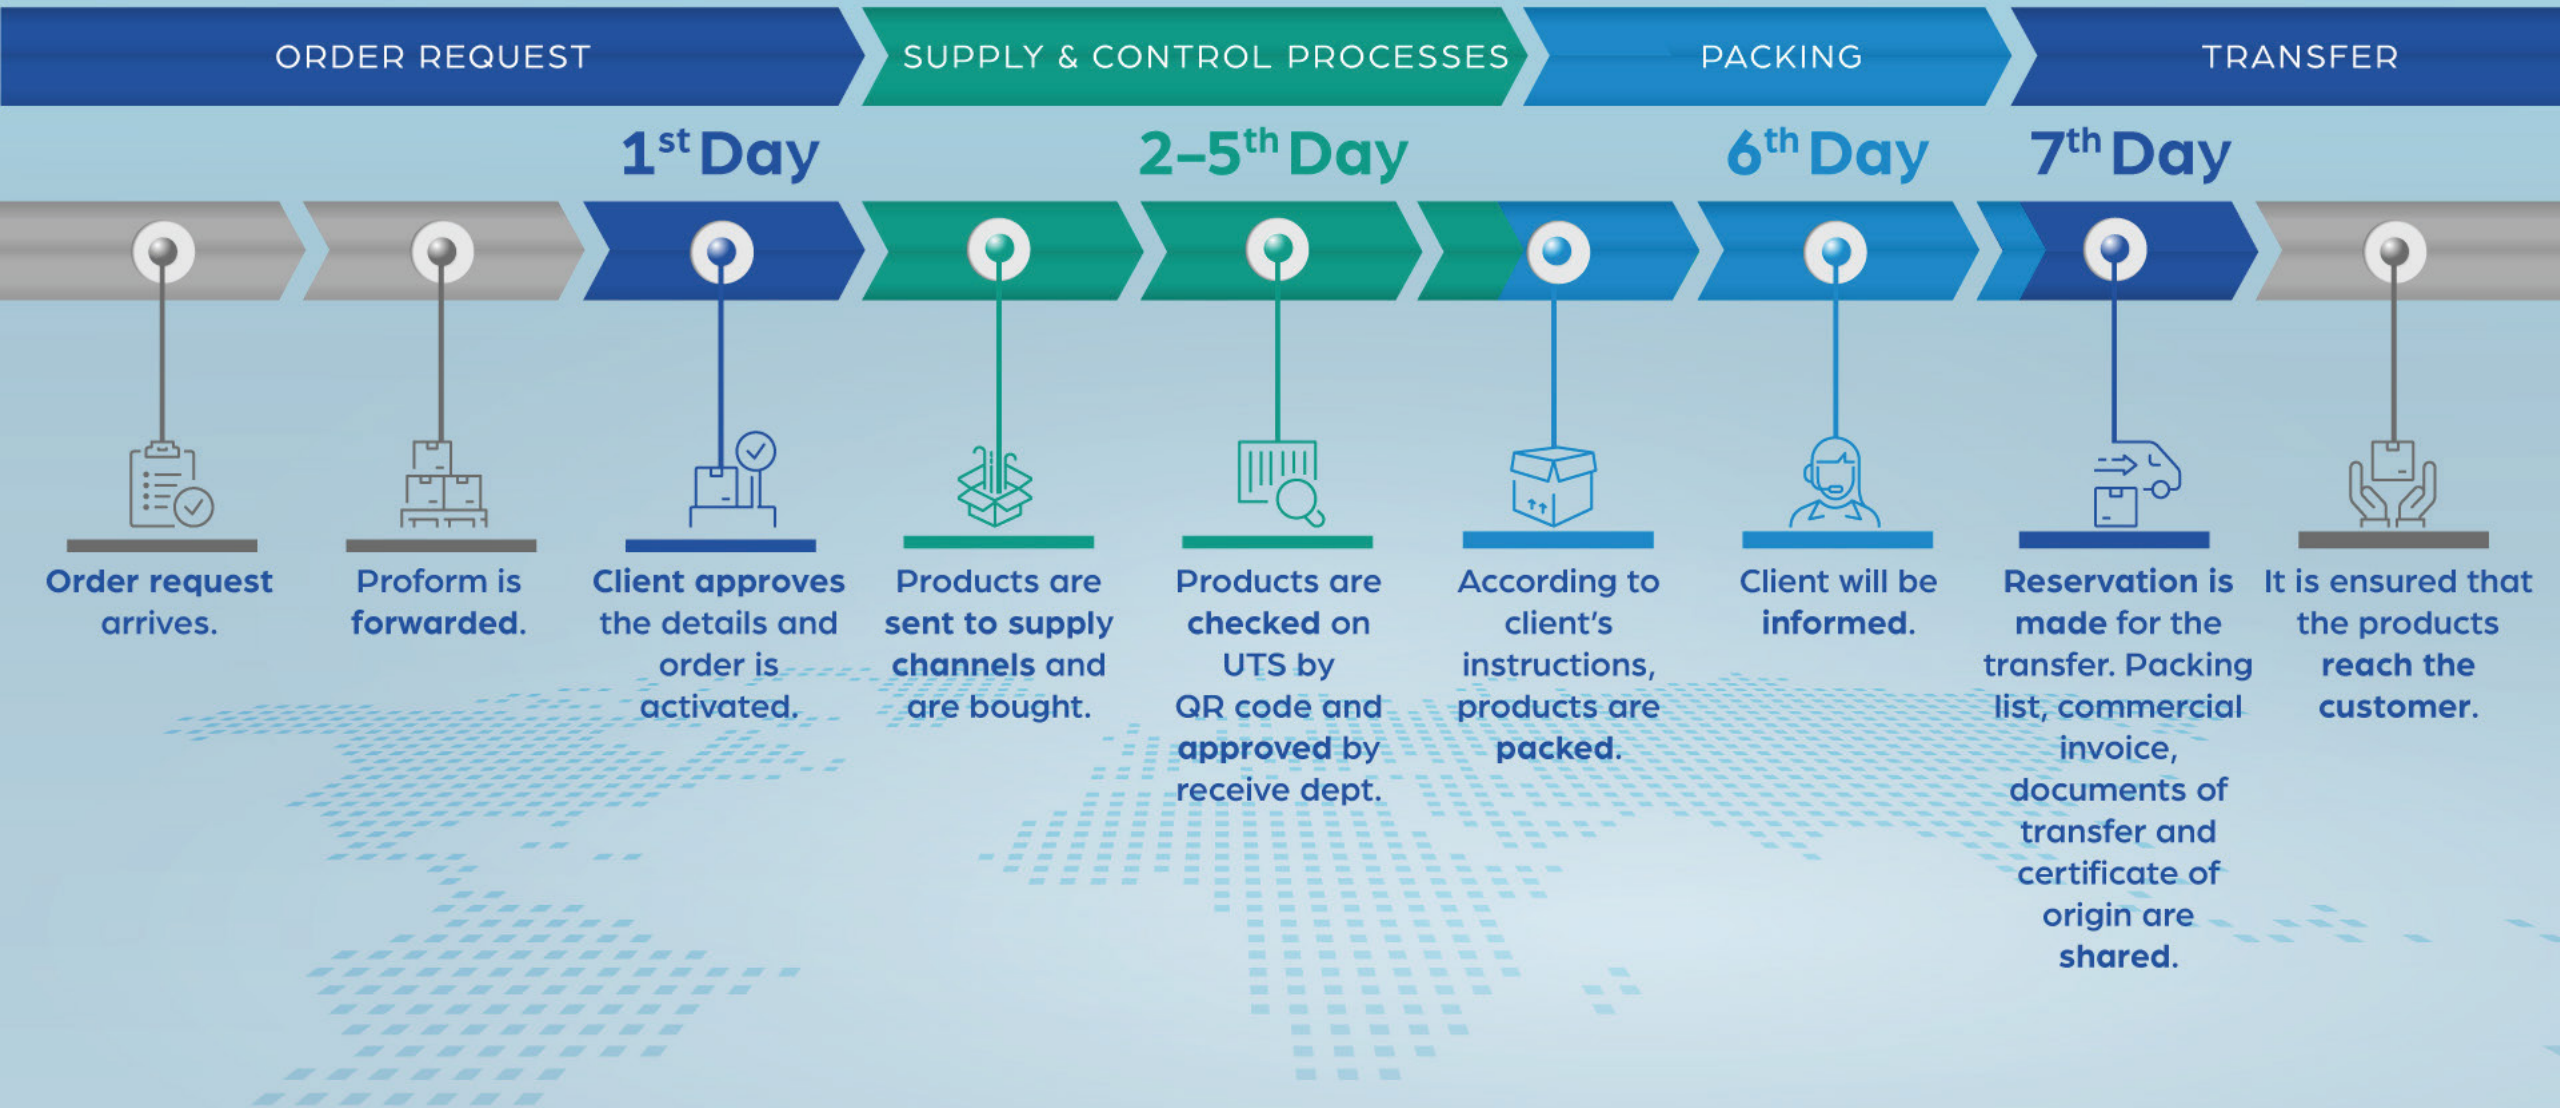 ORDER REQUEST
SUPPLY & CONTROL PROCESSES
PACKING
TRANSFER
1st Day
2–5th Day
6th Day
7th Day
Order request
arrives.
Proform is
forwarded.
Client approves
the details and
order is
activated.
Products are
sent to supply
channels and
are bought.
Products are
checked on
UTS by
QR code and
approved by
receive dept.
According to
client's
instructions,
products are
packed.
Client will be
informed.
Reservation is
made for the
transfer. Packing
list, commercial
invoice,
documents of
transfer and
certificate of
origin are
shared.
It is ensured that
the products
reach the
customer.